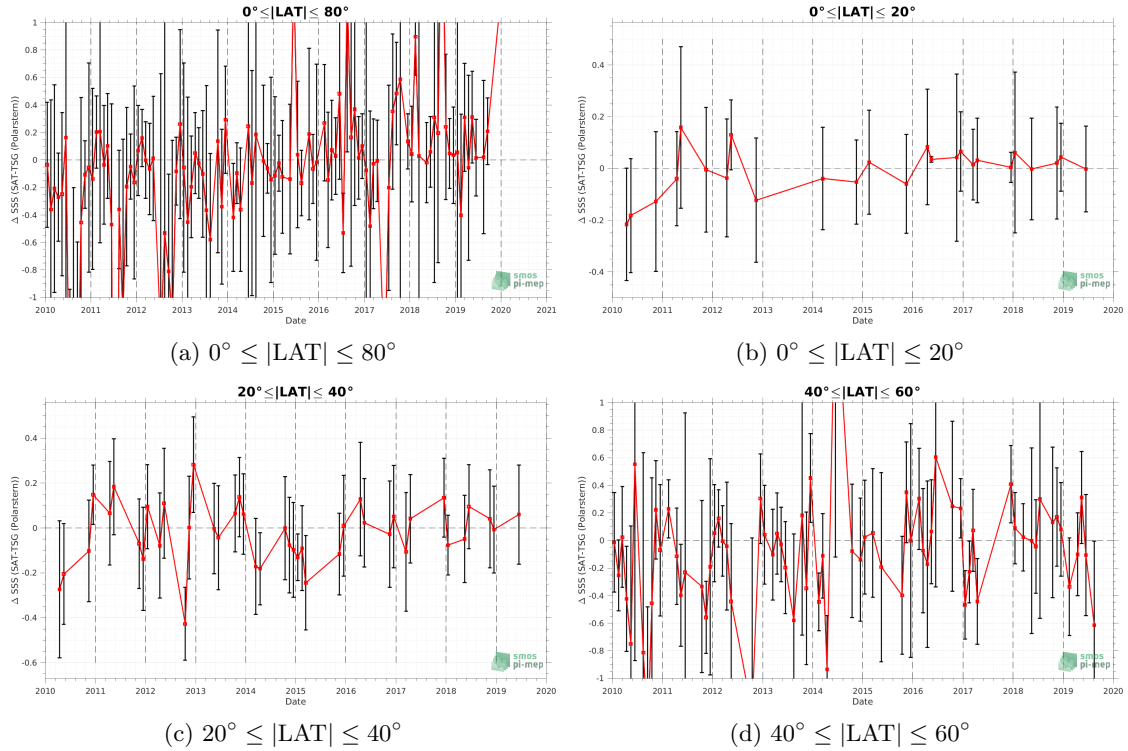 0°≤|LAT|≤ 80°
Δ SSS (SAT-TSG (Polarstern))
1
0.8
0.6
0.4
0.2
0
-0.2
-0.4
-0.6
-0.8
-1
2010 2011 2012 2013 2014 2015 2016 2017 2018 2019 2020 2021
Date
smos
pi-mep
(a) 0° ≤ |LAT| ≤ 80°
0°≤|LAT|≤ 20°
Δ SSS (SAT-TSG (Polarstern))
0.4
0.2
0
-0.2
-0.4
2010 2011 2012 2013 2014 2015 2016 2017 2018 2019 2020
Date
smos
pi-mep
(b) 0° ≤ |LAT| ≤ 20°
20°≤|LAT|≤ 40°
Δ SSS (SAT-TSG (Polarstern))
0.4
0.2
0
-0.2
-0.4
-0.6
2010 2011 2012 2013 2014 2015 2016 2017 2018 2019 2020
Date
smos
pi-mep
(c) 20° ≤ |LAT| ≤ 40°
40°≤|LAT|≤ 60°
Δ SSS (SAT-TSG (Polarstern))
1
0.8
0.6
0.4
0.2
0
-0.2
-0.4
-0.6
-0.8
-1
2010 2011 2012 2013 2014 2015 2016 2017 2018 2019 2020
Date
smos
pi-mep
(d) 40° ≤ |LAT| ≤ 60°